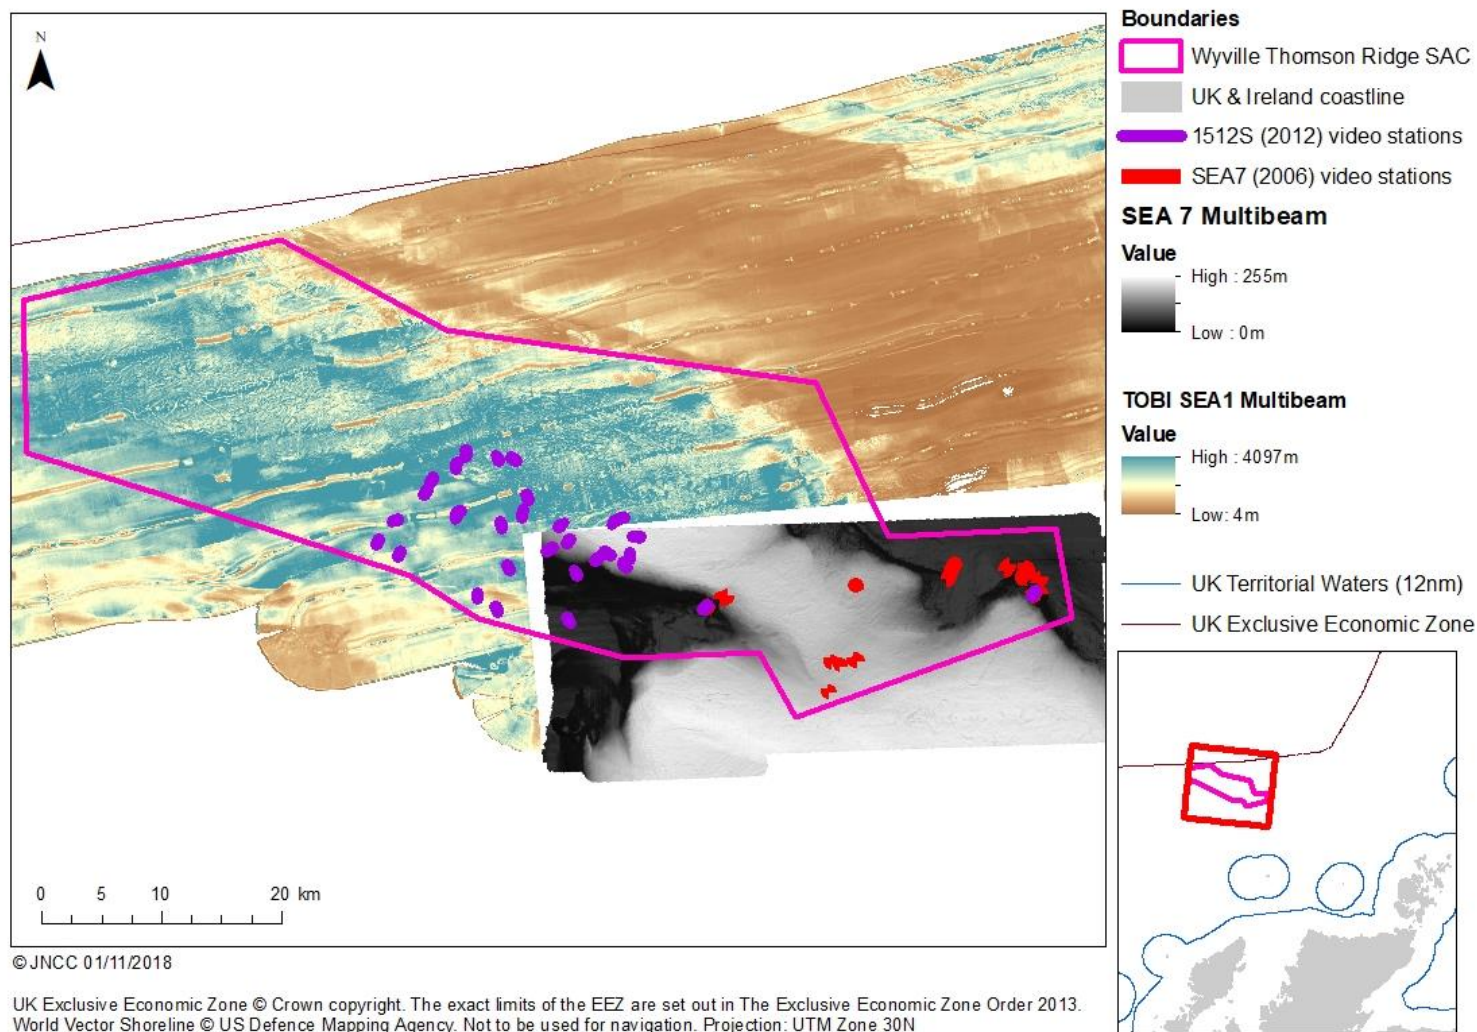 N
Boundaries
Wyville Thomson Ridge SAC
UK & Ireland coastline
1512S (2012) video stations
SEA7 (2006) video stations
SEA 7 Multibeam
Value
High : 255m
Low : 0m
TOBI SEA1 Multibeam
Value
High : 4097m
Low: 4m
UK Territorial Waters (12nm)
UK Exclusive Economic Zone
0 5 10 20 km
© JNCC 01/11/2018
UK Exclusive Economic Zone © Crown copyright. The exact limits of the EEZ are set out in The Exclusive Economic Zone Order 2013.
World Vector Shoreline © US Defence Mapping Agency. Not to be used for navigation. Projection: UTM Zone 30N